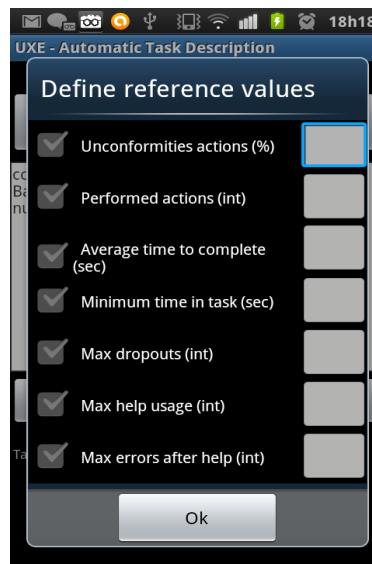 18h18
UXE - Automatic Task Description
Define reference values
Unconformities actions (%)
Performed actions (int)
Average time to complete
(sec)
Minimum time in task (sec)
Max dropouts (int)
Max help usage (int)
Max errors after help (int)
Ta
Ok